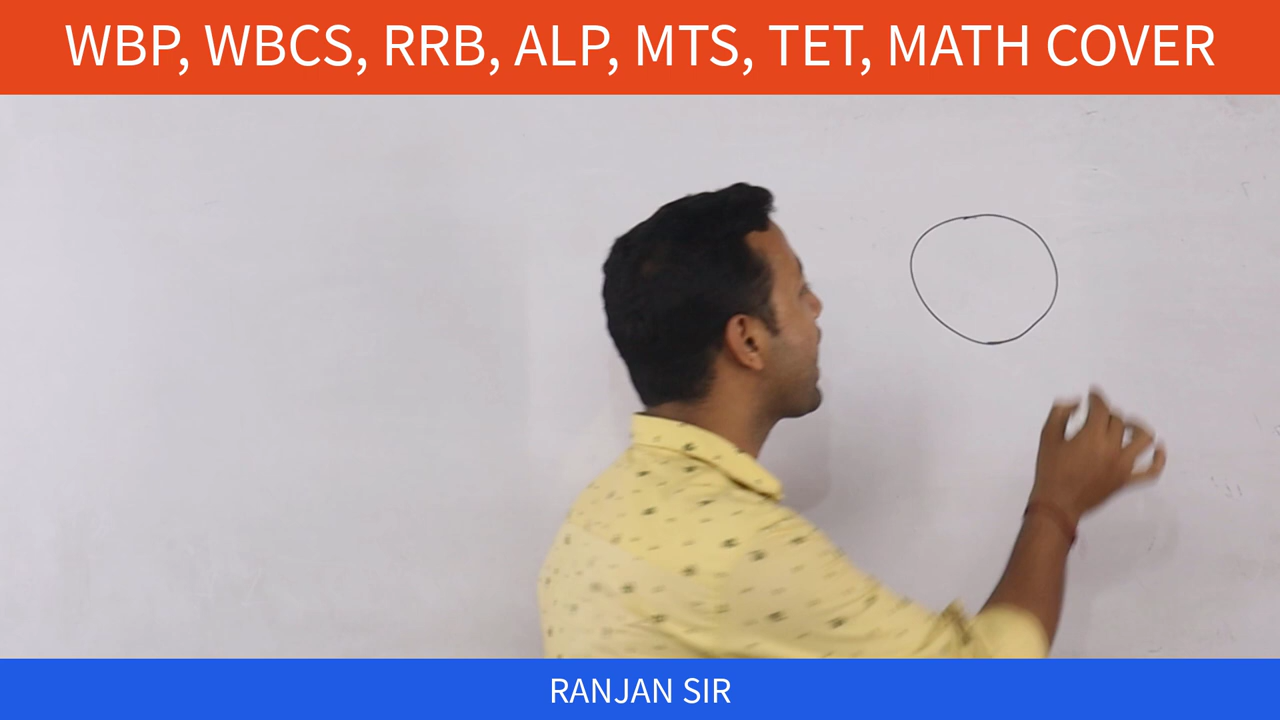 WBP, WBCS, RRB, ALP, MTS, TET, MATH COVER
RANJAN SIR